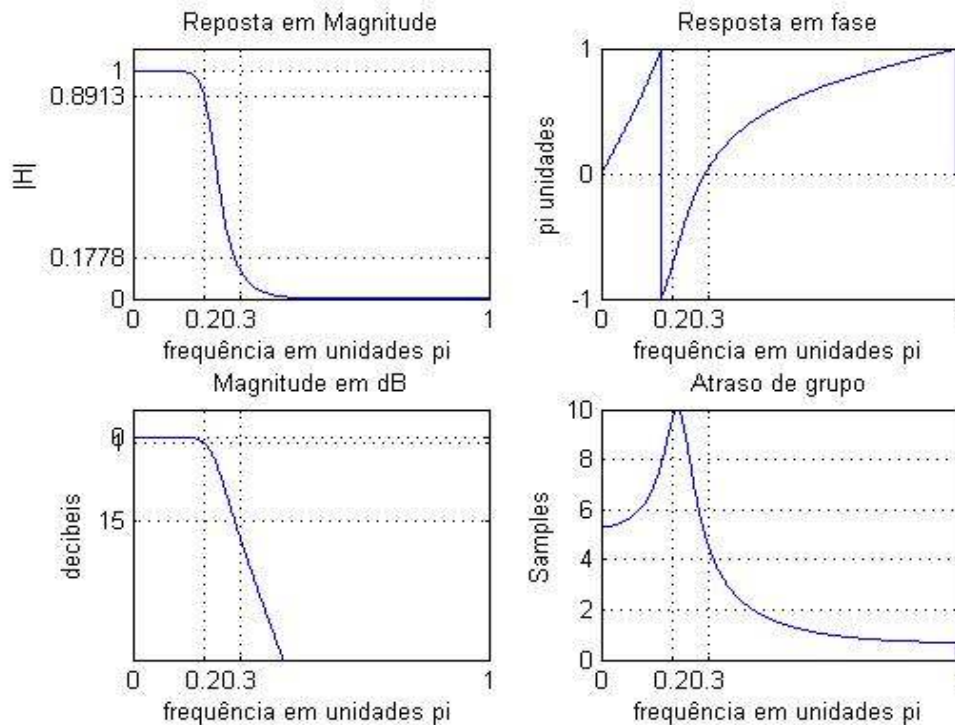 Reposta em Magnitude
1
0.8913
|H|
0.1778
0
0 0.20.3 1
frequência em unidades pi
Resposta em fase
1
pi unidades
0
-1
0 0.20.3 1
frequência em unidades pi
Magnitude em dB
0
1
decibeis
15
0 0.20.3 1
frequência em unidades pi
Atraso de grupo
10
8
6
Samples
4
2
0
0 0.20.3
frequência em unidades pi